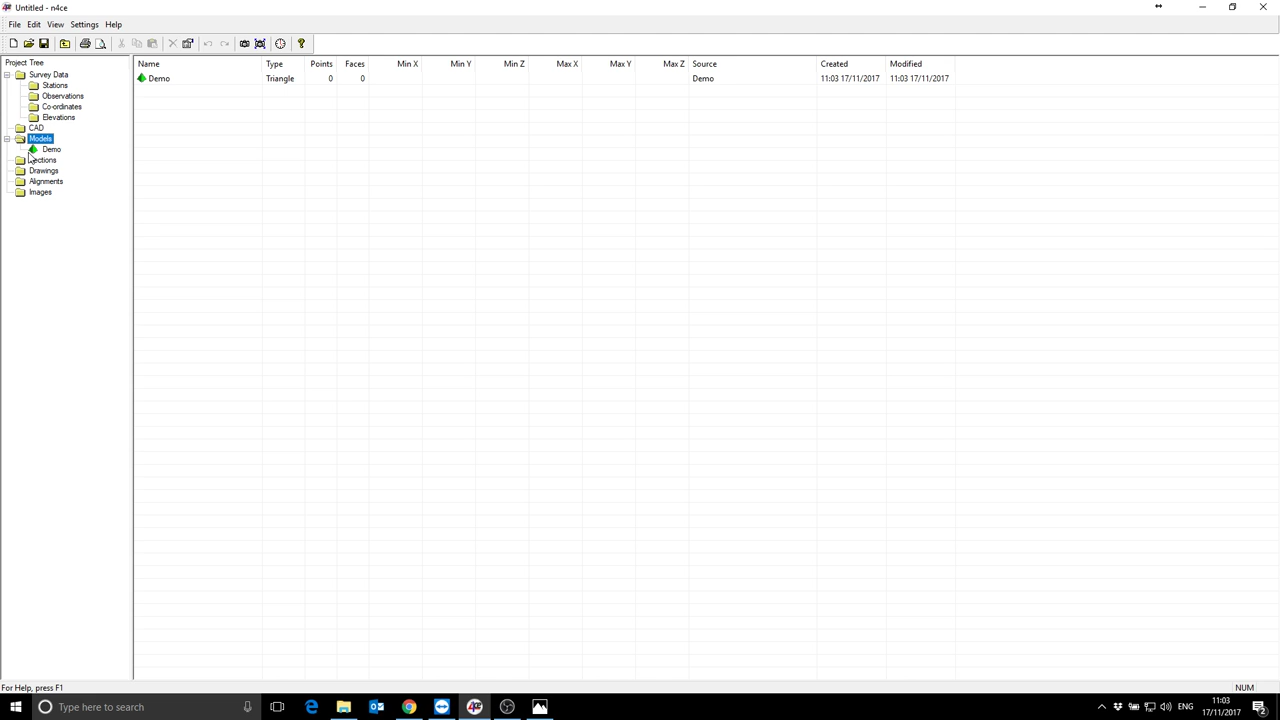 Untitled - n4ce
File Edit View Settings Help
Project Tree
Survey Data
Stations
Observations
Co-ordinates
Elevations
CAD
Models
Demo
Drawings
Alignments
Images
Name Type Points Faces Min X Min Y Min Z Max X Max Y Max Z Source Created Modified
Demo Triangle 0 0 Demo 11:03 17/11/2017 11:03 17/11/2017
For Help, press F1
NUM
Type here to search
ENG
11:03
17/11/2017
2